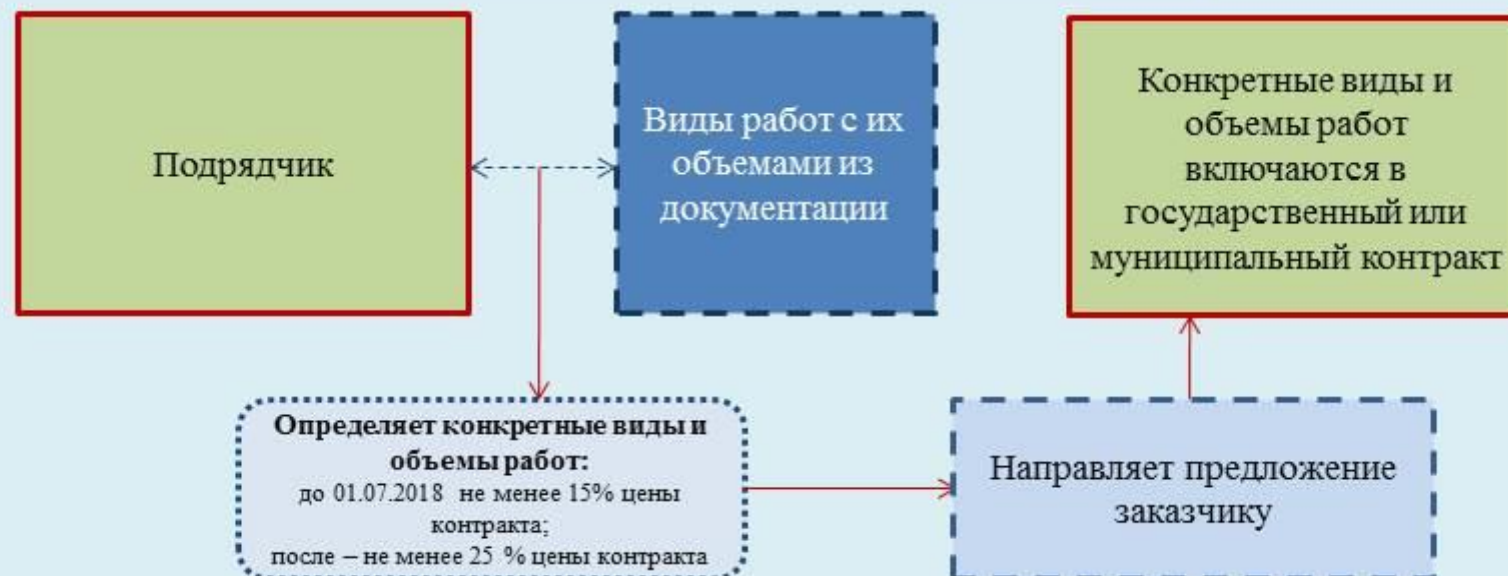 Подрядчик
Виды работ с их
объемами из
документации
Конкретные виды и
объемы работ
включаются в
государственный или
муниципальный контракт
Определяет конкретные виды и
объемы работ:
до 01.07.2018 не менее 15% цены
контракта;
после – не менее 25 % цены контракта
Направляет предложение
заказчику